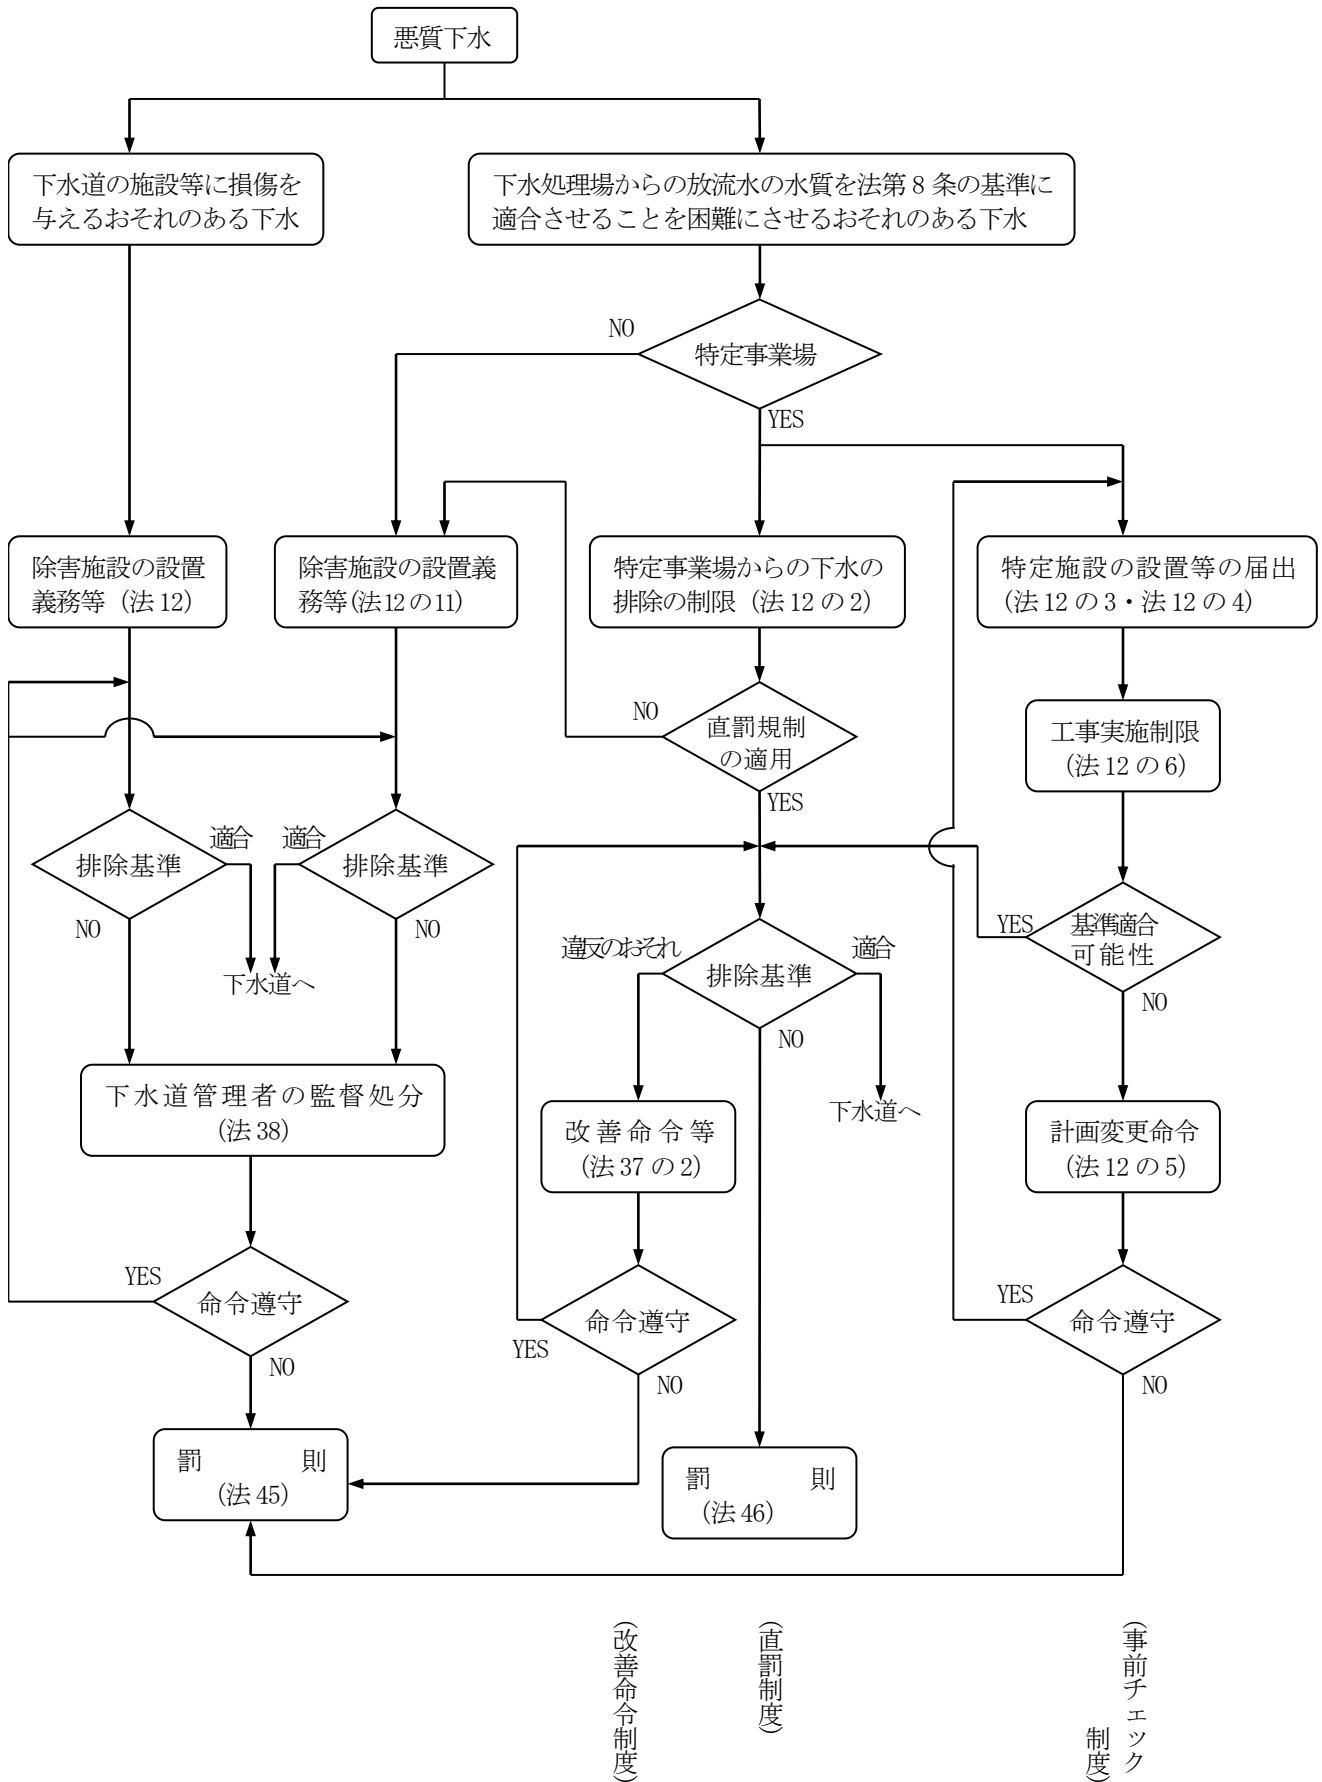 悪質下水
下水道の施設等に損傷を
与えるおそれのある下水
下水処理場からの放流水の水質を法第８条の基準に
適合させることを困難にさせるおそれのある下水
NO
特定事業場
YES
除害施設の設置
義務等（法12）
除害施設の設置義
務等（法12の11）
特定事業場からの下水の
排除の制限（法12の2）
特定施設の設置等の届出
（法12の3・法12の4）
NO
直罰規制
の適用
YES
工事実施制限
（法12の6）
適合
適合
排除基準
排除基準
NO
NO
下水道へ
違反のおそれ
適合
排除基準
NO
下水道へ
YES
基準適合
可能性
NO
下水道管理者の監督処分
（法38）
改善命令等
（法37の2）
計画変更命令
（法12の5）
YES
命令遵守
NO
命令遵守
YES
NO
YES
命令遵守
NO
罰　則
（法45）
罰　則
（法46）
（改善命令制度）
（直罰制度）
（事前チェック
制度）